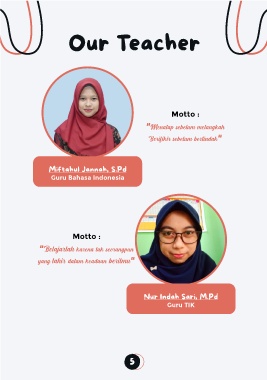 Our Teacher
Motto :
"Menatap sebelum melangkah
Berfikir sebelum bertindak"
Miftahul Jannah, S.Pd
Guru Bahasa Indonesia
Motto :
"Belajarlah karena tak seorangpun
yang lahir dalam keadaan berilmu"
Nur Indah Sari, M.Pd
Guru TIK
5